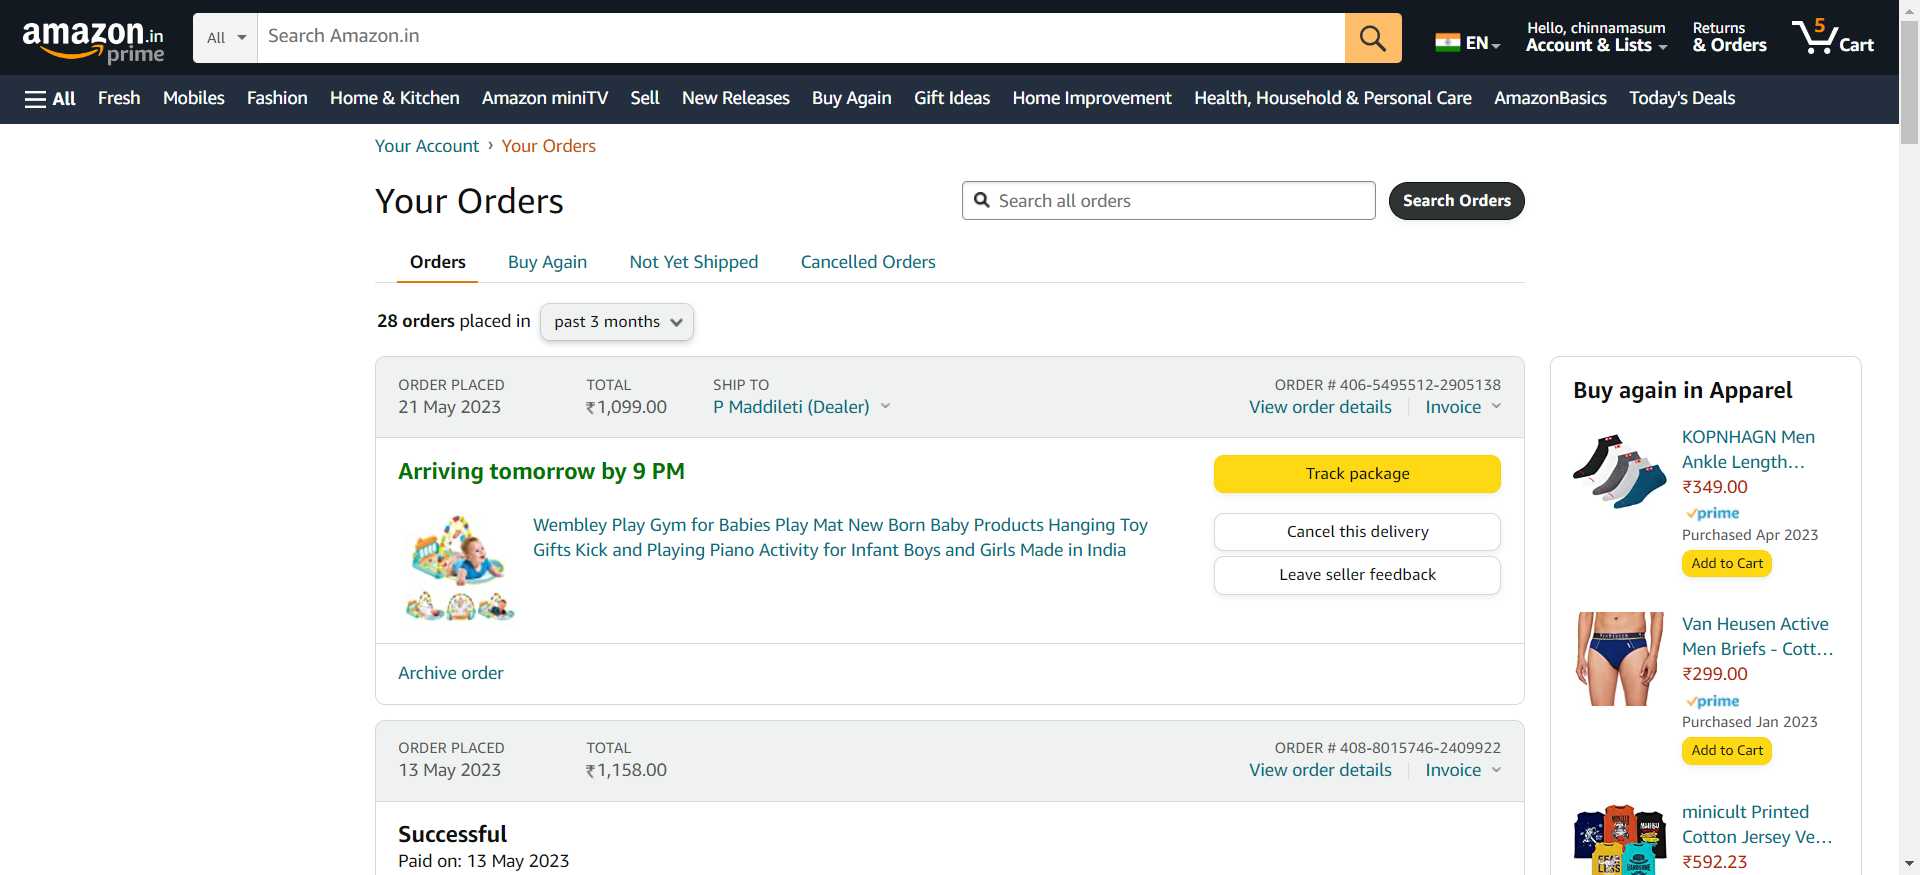 amazon.in
prime
All
Search Amazon.in
EN
Hello, chinnamasum
Account & Lists
Returns
& Orders
5
Cart
All
Fresh
Mobiles
Fashion
Home & Kitchen
Amazon miniTV
Sell
New Releases
Buy Again
Gift Ideas
Home Improvement
Health, Household & Personal Care
AmazonBasics
Today's Deals
Your Account › Your Orders
Your Orders
Search all orders
Search Orders
Orders
Buy Again
Not Yet Shipped
Cancelled Orders
28 orders placed in
past 3 months
ORDER PLACED
21 May 2023
TOTAL
₹1,099.00
SHIP TO
P Maddileti (Dealer)
ORDER # 406-5495512-2905138
View order details
Invoice
Arriving tomorrow by 9 PM
Wembley Play Gym for Babies Play Mat New Born Baby Products Hanging Toy
Gifts Kick and Playing Piano Activity for Infant Boys and Girls Made in India
Track package
Cancel this delivery
Leave seller feedback
Archive order
ORDER PLACED
13 May 2023
TOTAL
₹1,158.00
ORDER # 408-8015746-2409922
View order details
Invoice
Successful
Paid on: 13 May 2023
Buy again in Apparel
KOPNHAGN Men
Ankle Length…
₹349.00
prime
Purchased Apr 2023
Add to Cart
Van Heusen Active
Men Briefs - Cott…
₹299.00
prime
Purchased Jan 2023
Add to Cart
minicult Printed
Cotton Jersey Ve…
₹592.23